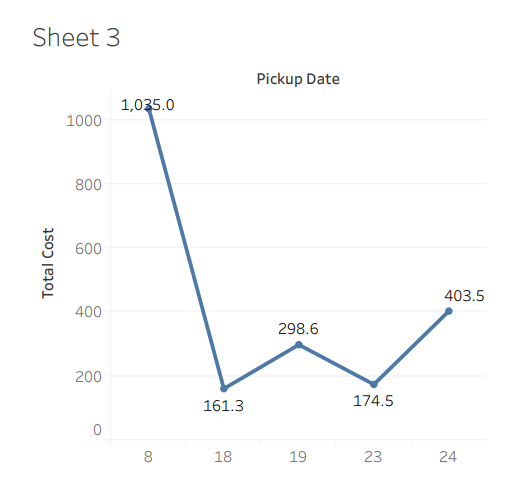 Sheet 3
Pickup Date
1,035.0
1000
800
600
400
200
0
Total Cost
161.3
298.6
174.5
403.5
8 18 19 23 24